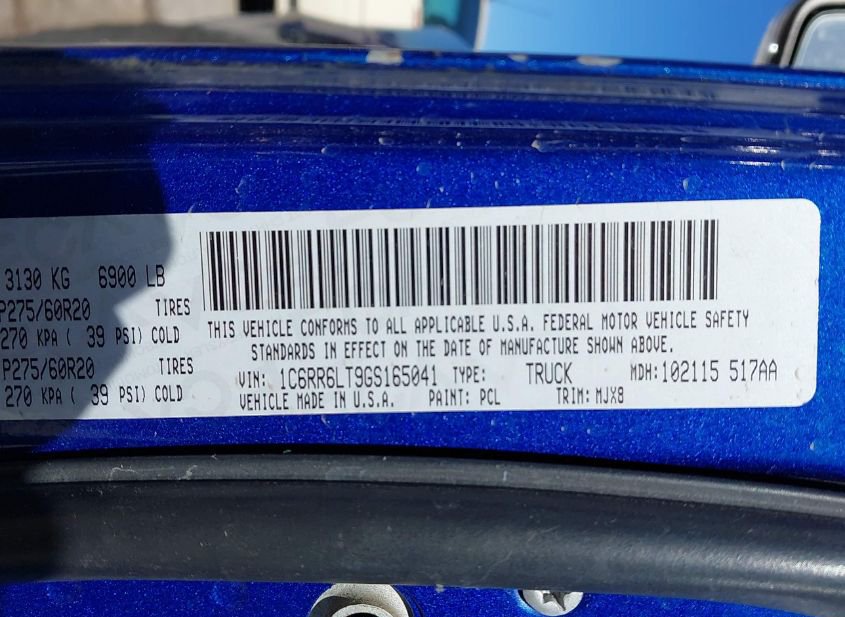 3130 KG 6900 LB
P275/60R20 TIRES
270 KPA ( 39 PSI) COLD
P275/60R20 TIRES
270 KPA ( 39 PSI) COLD
THIS VEHICLE CONFORMS TO ALL APPLICABLE U.S.A. FEDERAL MOTOR VEHICLE SAFETY
STANDARDS IN EFFECT ON THE DATE OF MANUFACTURE SHOWN ABOVE.
VIN: 1C6RR6LT9GS165041 TYPE: TRUCK MDH: 102115 517AA
VEHICLE MADE IN U.S.A. PAINT: PCL TRIM: MJX8